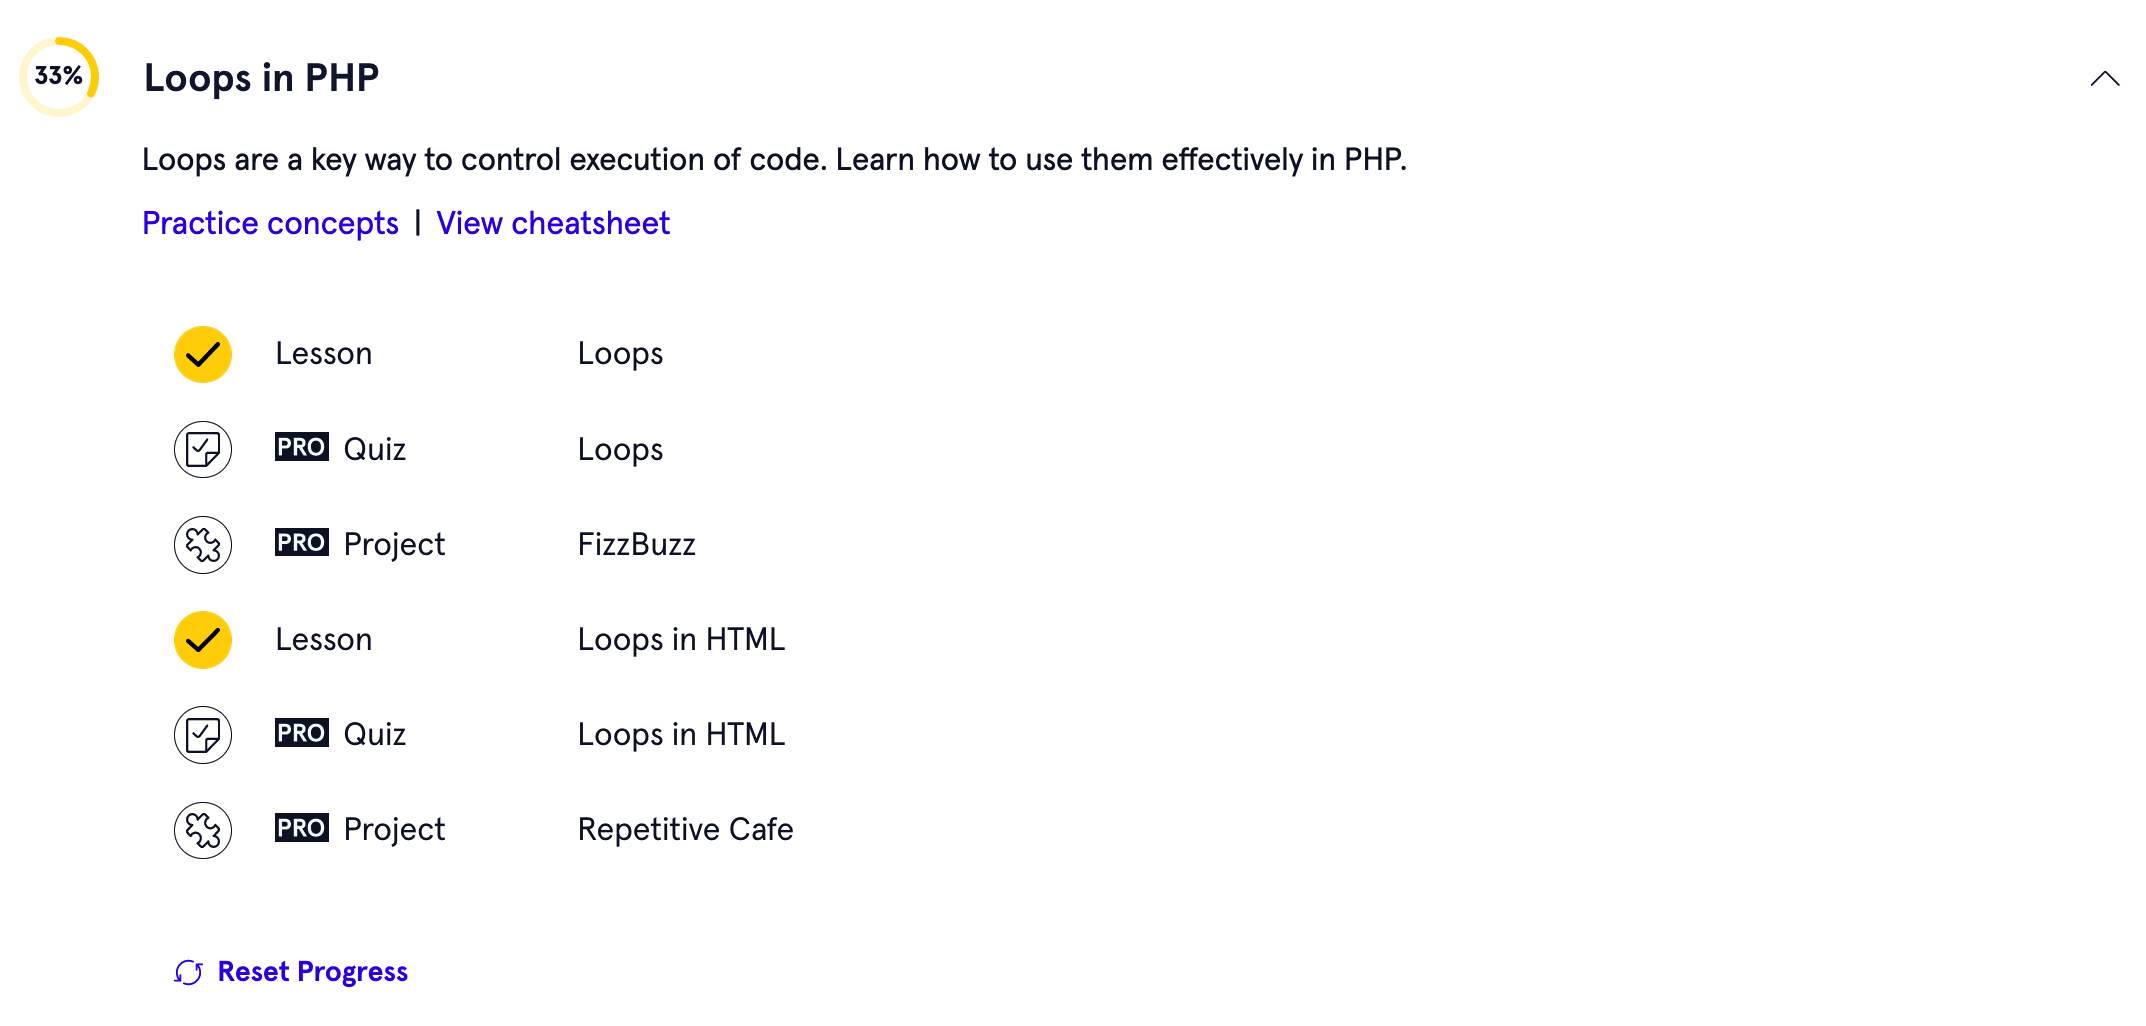 33% Loops in PHP
Loops are a key way to control execution of code. Learn how to use them effectively in PHP.
Practice concepts | View cheatsheet
Lesson Loops
PRO Quiz Loops
PRO Project FizzBuzz
Lesson Loops in HTML
PRO Quiz Loops in HTML
PRO Project Repetitive Cafe
Reset Progress